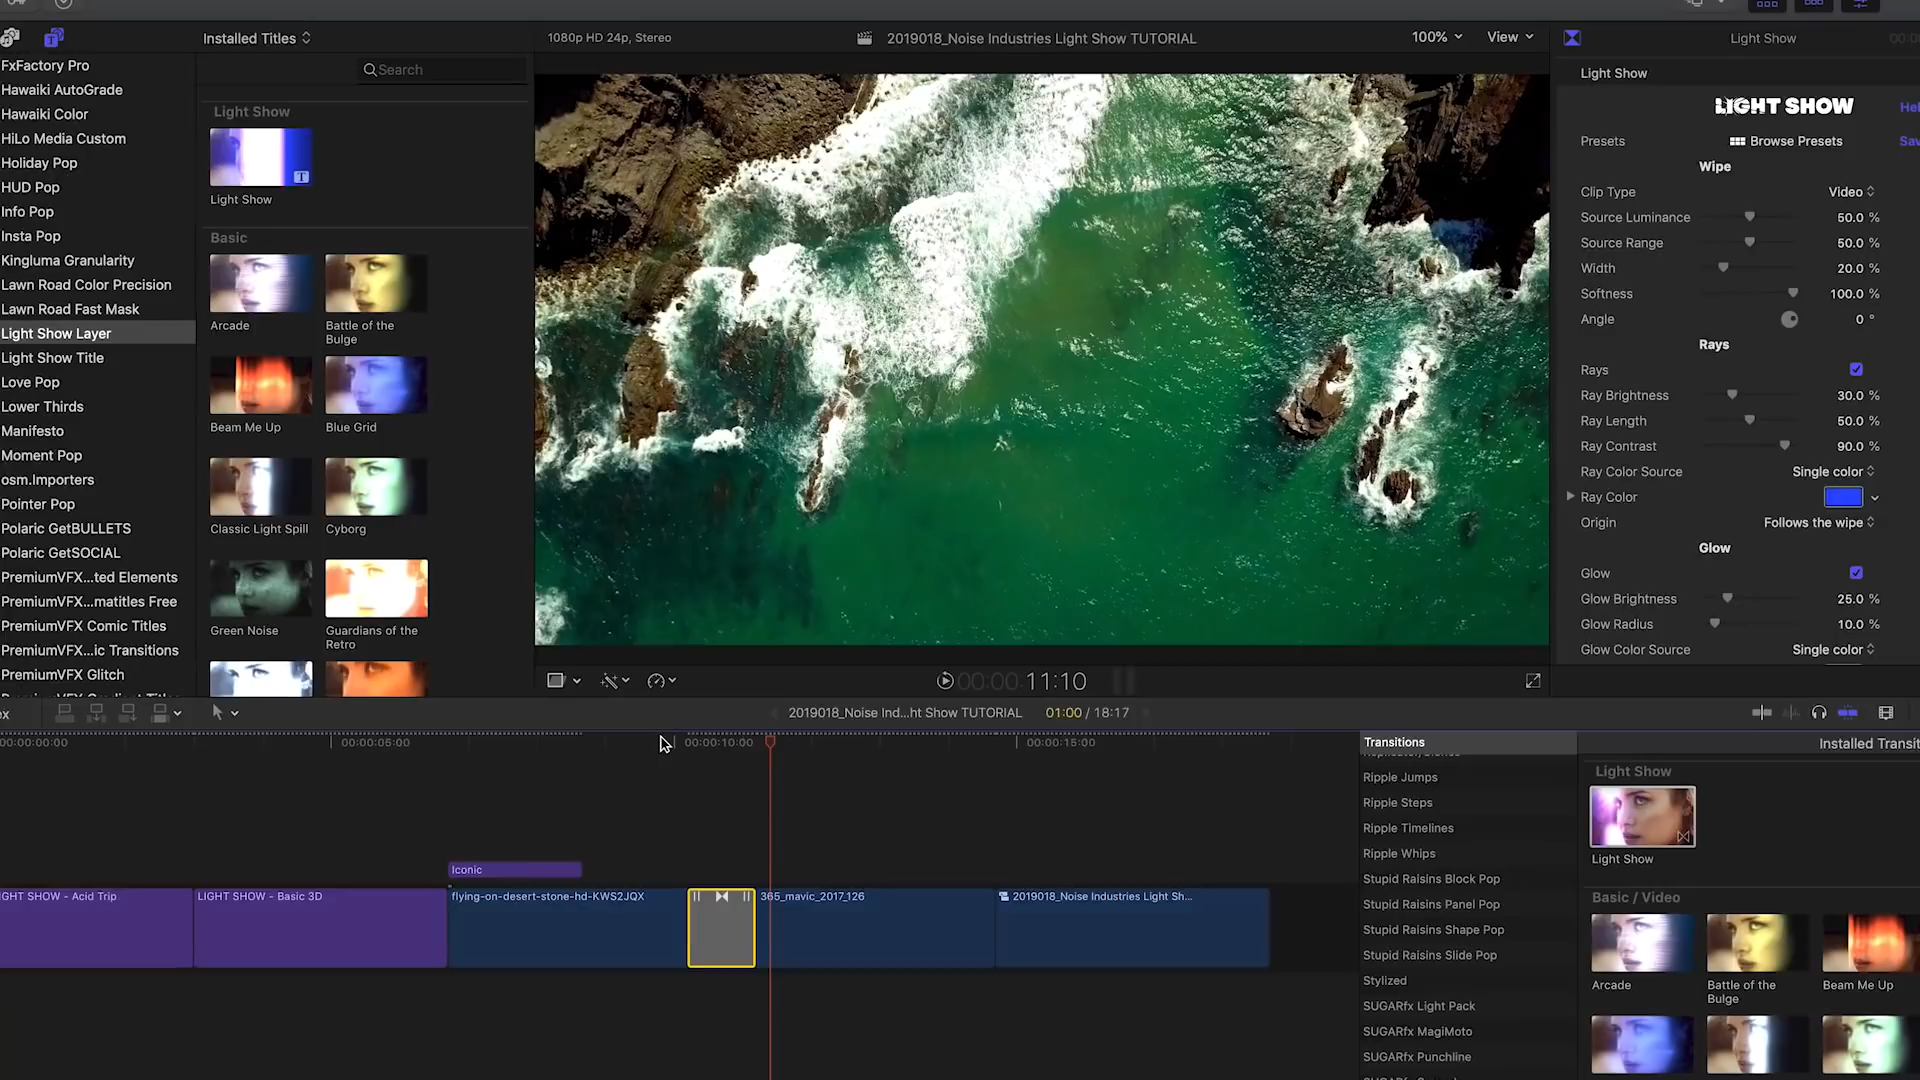 Installed Titles
1080p HD 24p, Stereo
2019018_Noise Industries Light Show TUTORIAL
100%
View
Light Show
FxFactory Pro
Hawaiki AutoGrade
Hawaiki Color
HiLo Media Custom
Holiday Pop
HUD Pop
Info Pop
Insta Pop
Kingluma Granularity
Lawn Road Color Precision
Lawn Road Fast Mask
Light Show Layer
Light Show Title
Love Pop
Lower Thirds
Manifesto
Moment Pop
osm.Importers
Pointer Pop
Polaric GetBULLETS
Polaric GetSOCIAL
PremiumVFX...ted Elements
PremiumVFX...matitles Free
PremiumVFX Comic Titles
PremiumVFX...ic Transitions
PremiumVFX Glitch
Search
Light Show
T
Light Show
Basic
Arcade
Battle of the
Bulge
Beam Me Up
Blue Grid
Classic Light Spill
Cyborg
Green Noise
Guardians of the
Retro
Light Show
LIGHT SHOW
Hel
Presets
Browse Presets
Sav
Wipe
Clip Type Video
Source Luminance 50.0 %
Source Range 50.0 %
Width 20.0 %
Softness 100.0 %
Angle 0 °
Rays
Rays
Ray Brightness 30.0 %
Ray Length 50.0 %
Ray Contrast 90.0 %
Ray Color Source Single color
Ray Color
Origin Follows the wipe
Glow
Glow
Glow Brightness 25.0 %
Glow Radius 10.0 %
Glow Color Source Single color
00:00:11:10
ex
2019018_Noise Ind...ht Show TUTORIAL
01:00 / 18:17
00:00:00:00
00:00:05:00
00:00:10:00
00:00:15:00
Iconic
IGHT SHOW - Acid Trip
LIGHT SHOW - Basic 3D
flying-on-desert-stone-hd-KWS2JQX
365_mavic_2017_126
2019018_Noise Industries Light Sh...
Transitions
Installed Transit
Ripple Jumps
Ripple Steps
Ripple Timelines
Ripple Whips
Stupid Raisins Block Pop
Stupid Raisins Panel Pop
Stupid Raisins Shape Pop
Stupid Raisins Slide Pop
Stylized
SUGARfx Light Pack
SUGARfx MagiMoto
SUGARfx Punchline
Light Show
Light Show
Basic / Video
Arcade
Battle of the
Bulge
Beam Me Up